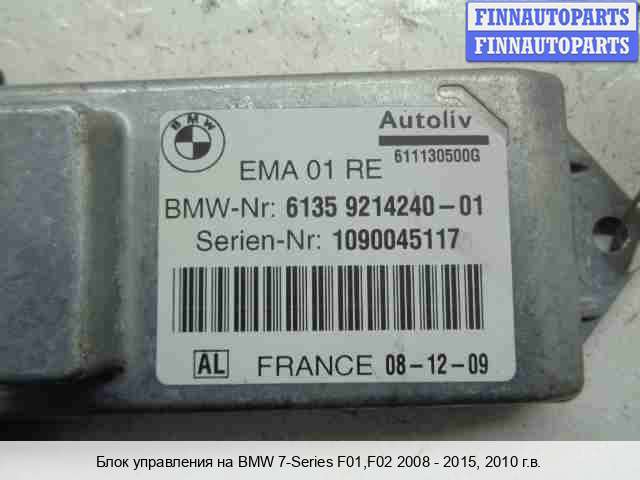 FINNAUTOPARTS
FINNAUTOPARTS
BMW
Autoliv
611130500G
EMA 01 RE
BMW-Nr: 6135 9214240-01
Serien-Nr: 1090045117
AL FRANCE 08-12-09
Блок управления на BMW 7-Series F01,F02 2008 - 2015, 2010 г.в.